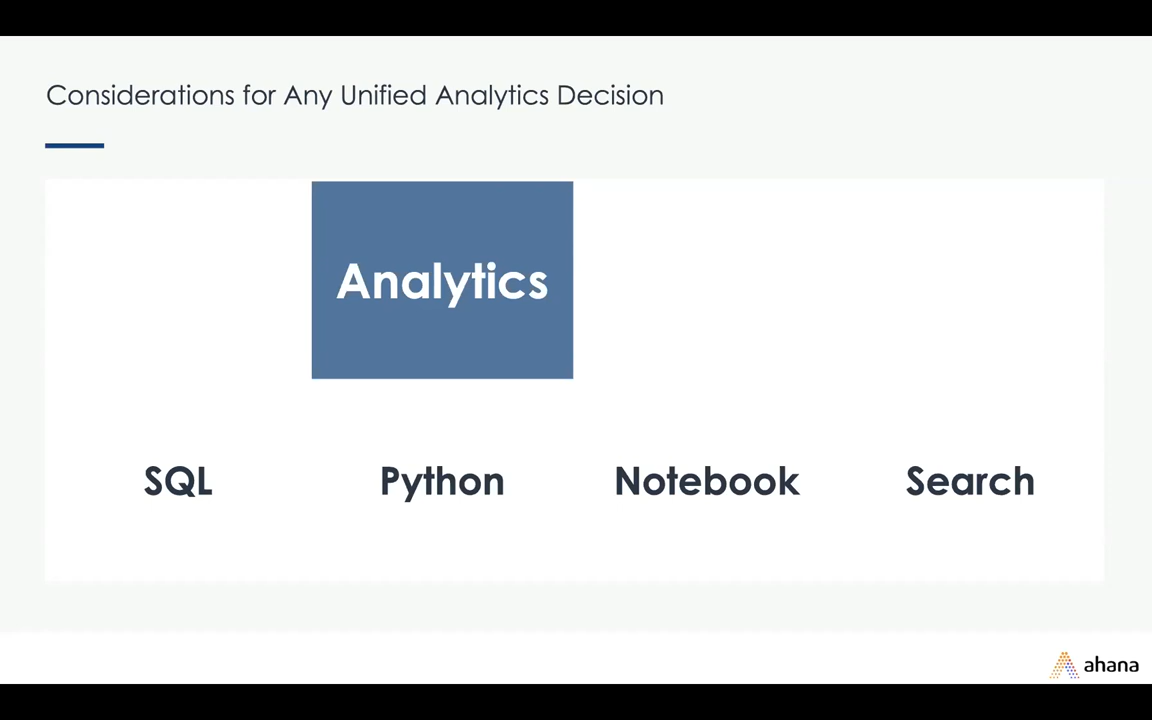 Considerations for Any Unified Analytics Decision
Analytics
SQL Python Notebook Search
ahana